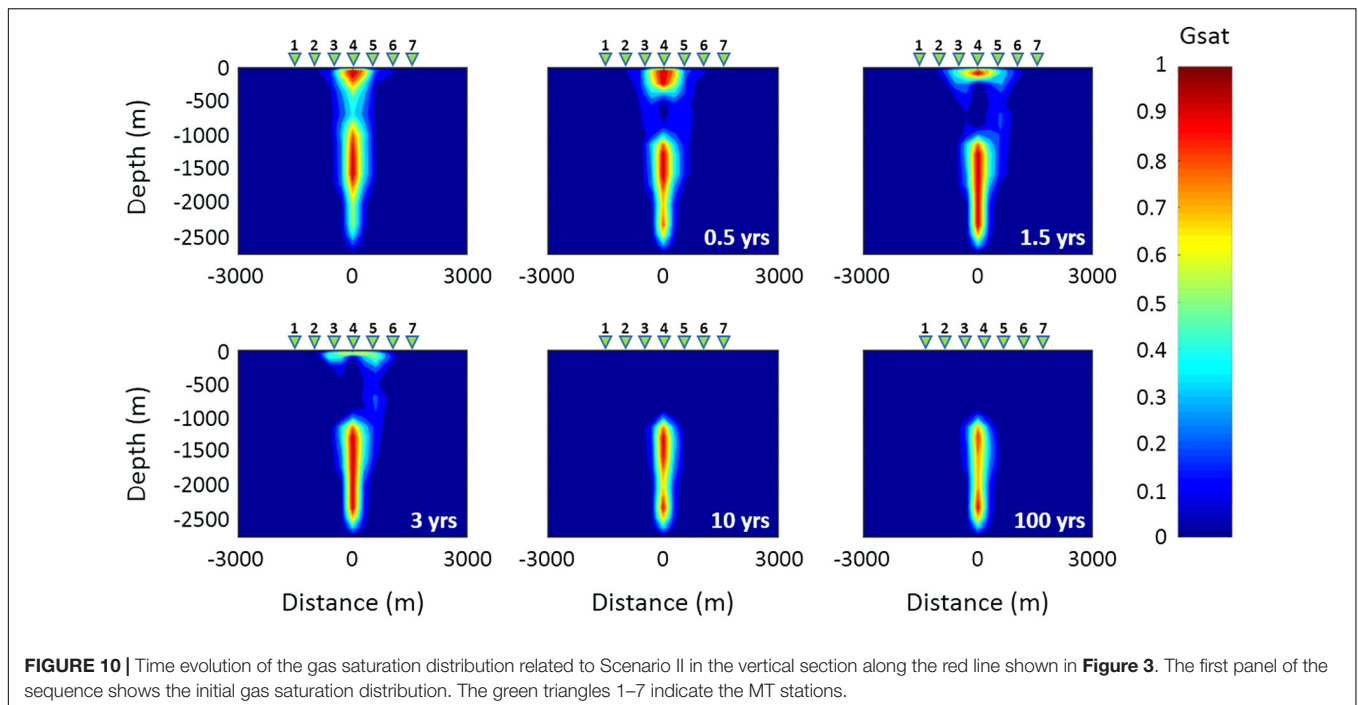 Gsat
1 2 3 4 5 6 7
1 2 3 4 5 6 7
1 2 3 4 5 6 7
Depth (m)
0
-500
-1000
-1500
-2000
-2500
-3000 0 3000
0.5 yrs
-3000 0 3000
1.5 yrs
-3000 0 3000
1
0.9
0.8
0.7
0.6
0.5
0.4
0.3
0.2
0.1
0
1 2 3 4 5 6 7
1 2 3 4 5 6 7
1 2 3 4 5 6 7
Depth (m)
0
-500
-1000
-1500
-2000
-2500
3 yrs
-3000 0 3000
10 yrs
-3000 0 3000
100 yrs
-3000 0 3000
Distance (m)
Distance (m)
Distance (m)
FIGURE 10 | Time evolution of the gas saturation distribution related to Scenario II in the vertical section along the red line shown in Figure 3. The first panel of the
sequence shows the initial gas saturation distribution. The green triangles 1–7 indicate the MT stations.